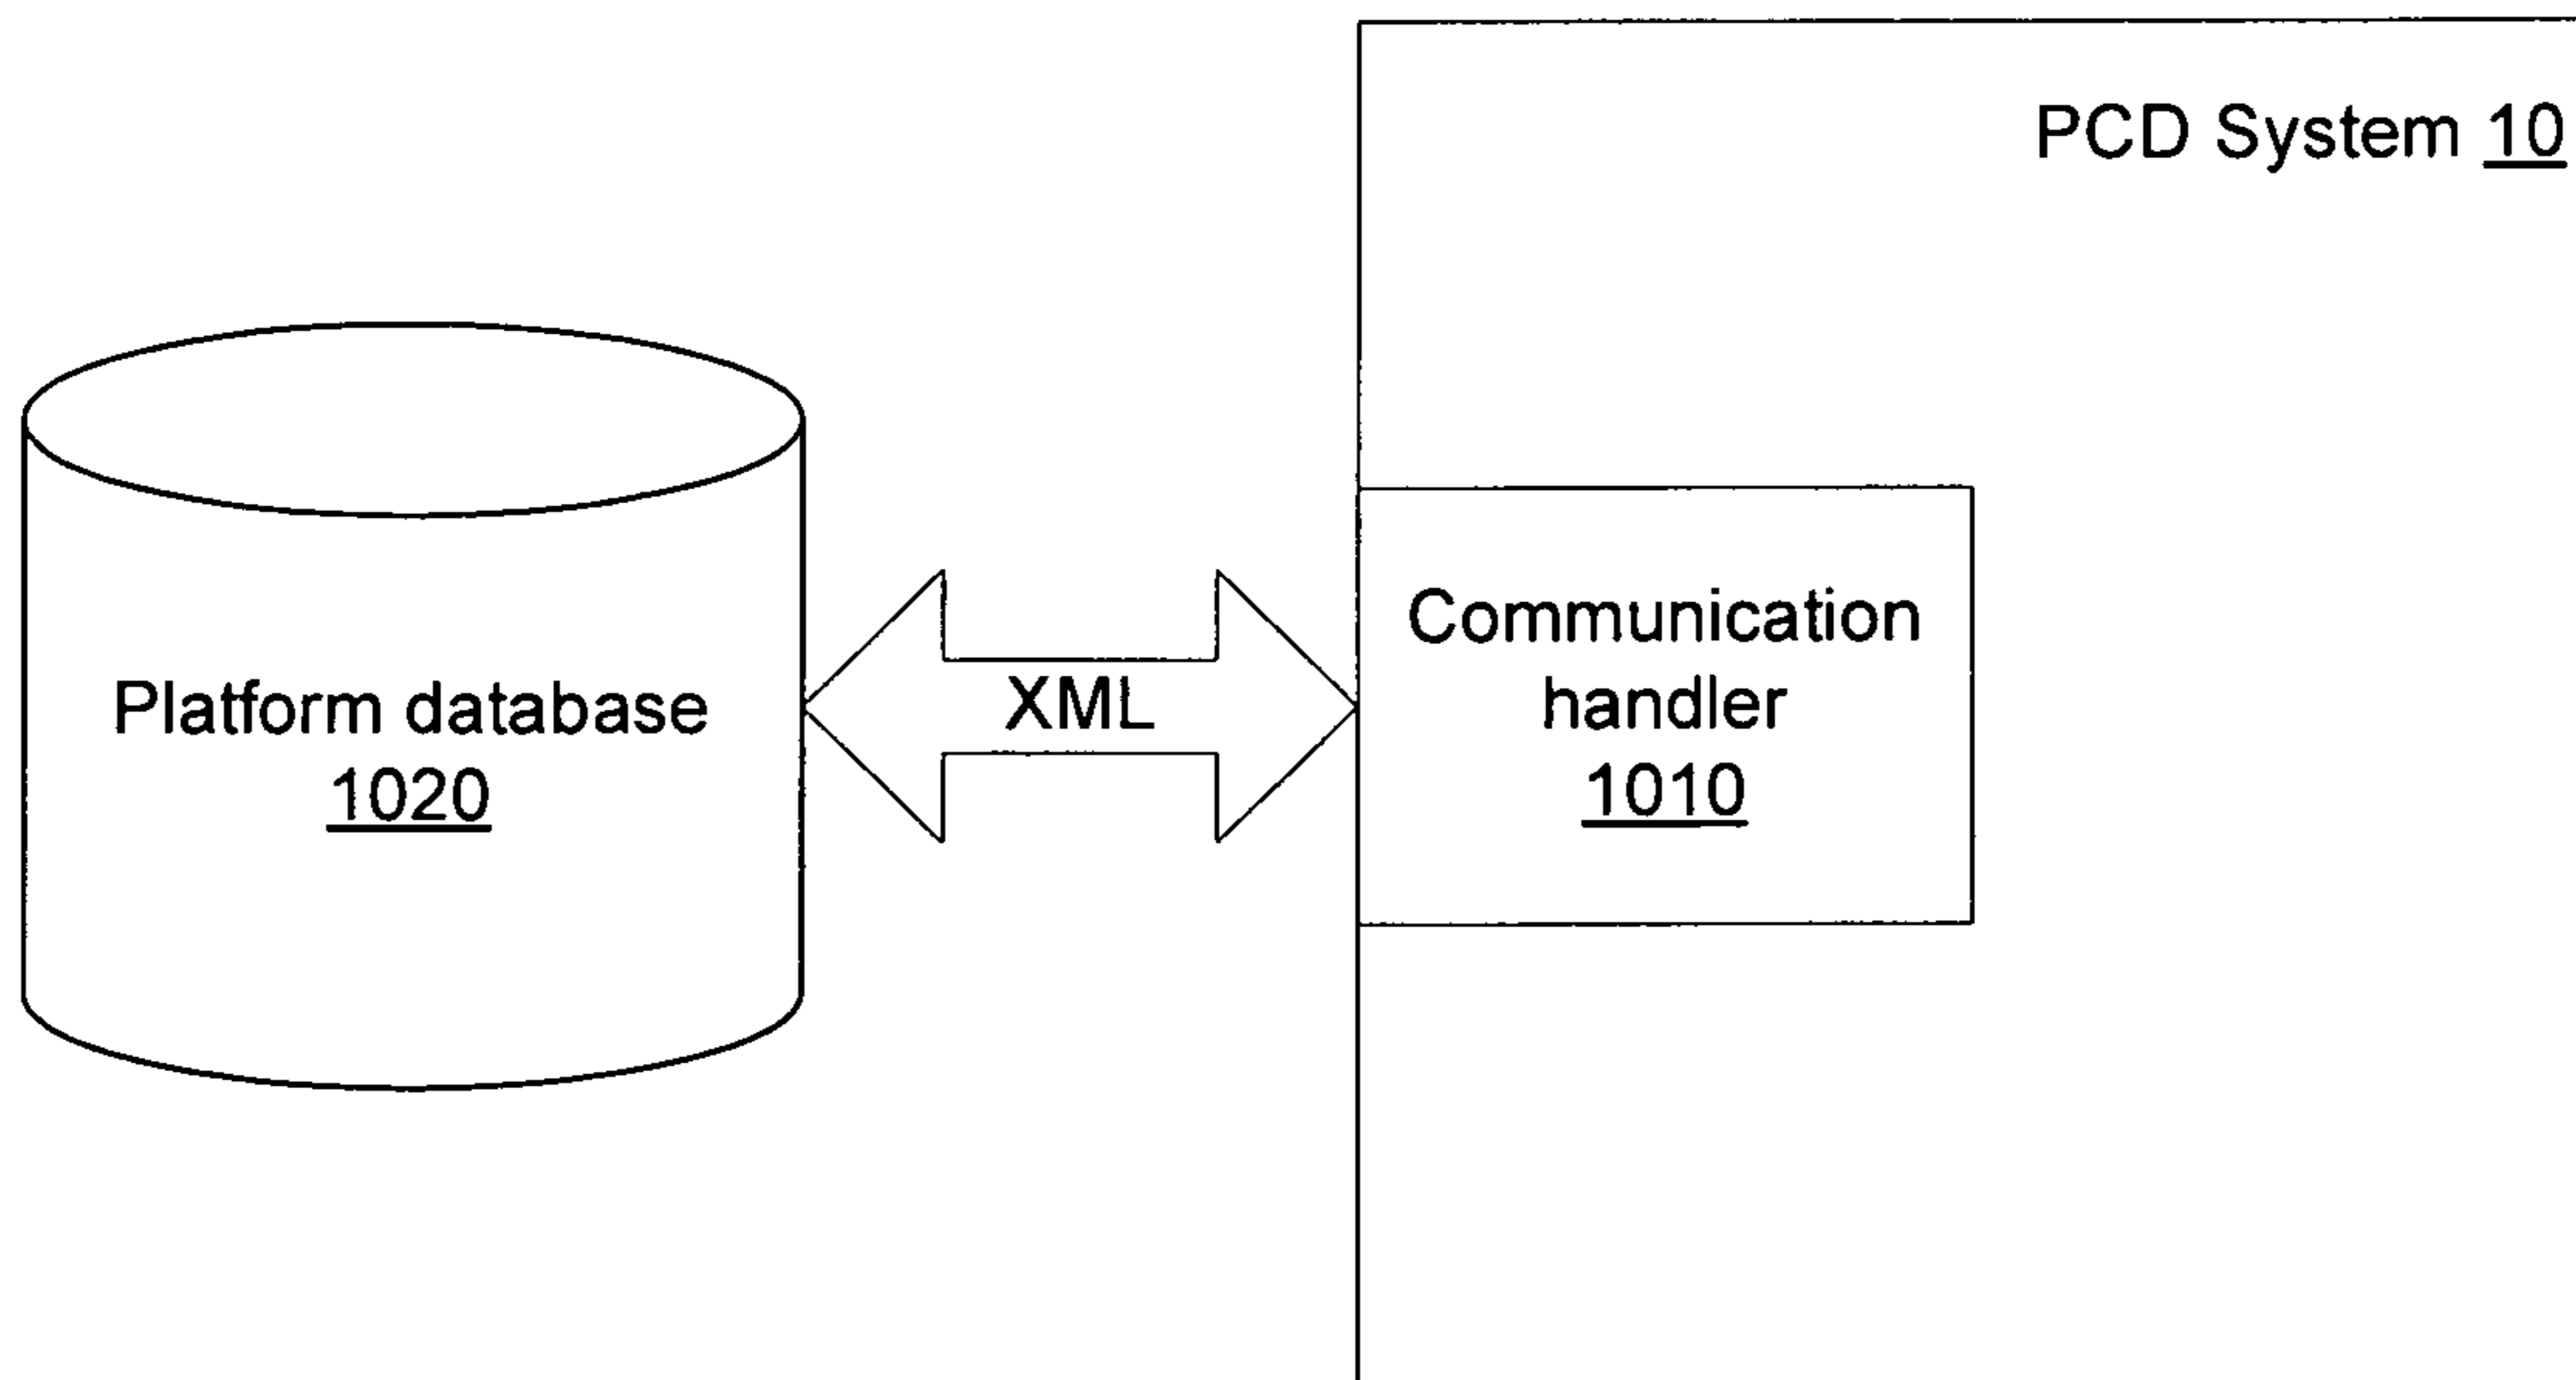 PCD System 10
Platform database
1020
XML
Communication
handler
1010